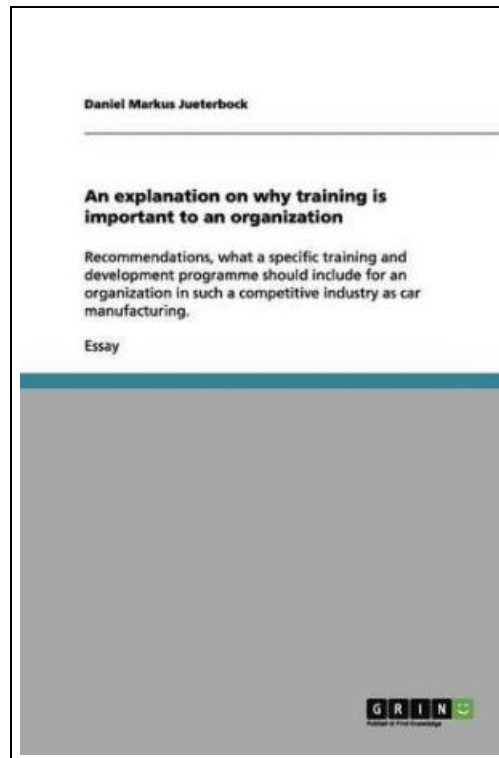 Daniel Markus Jueterbock
An explanation on why training is
important to an organization
Recommendations, what a specific training and
development programme should include for an
organization in such a competitive industry as car
manufacturing.
Essay
GRIN